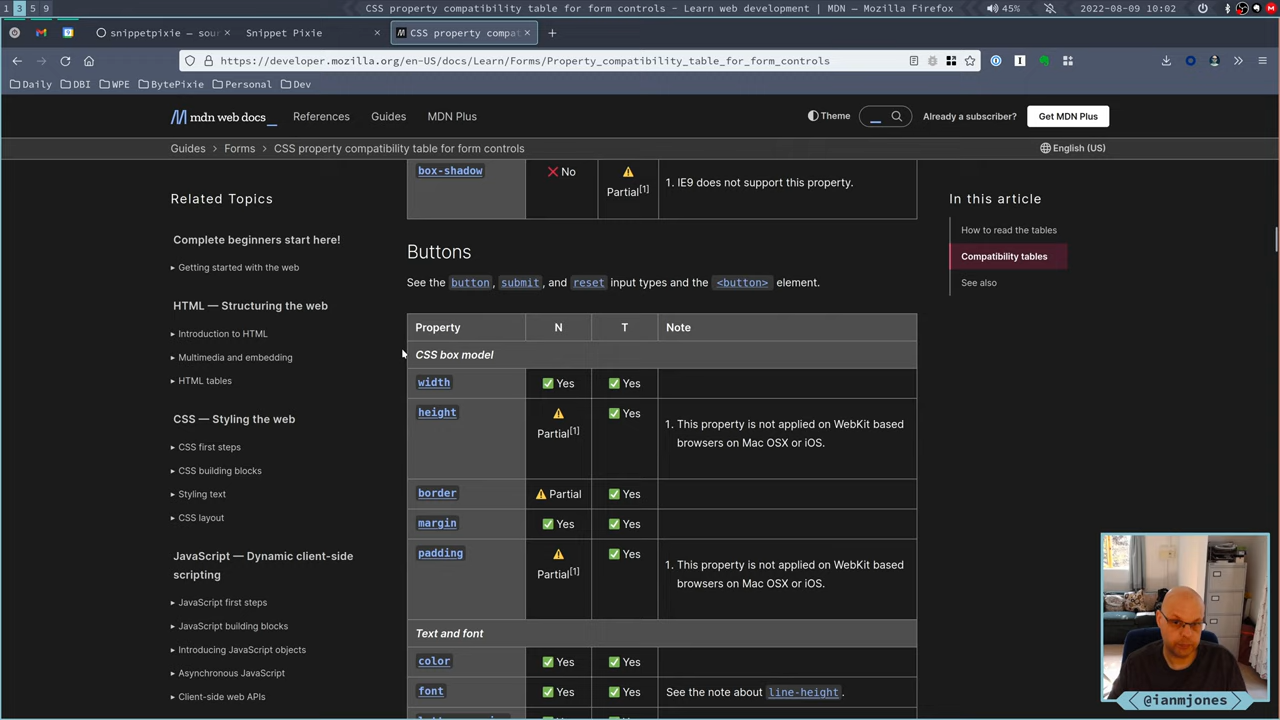 1 3 5 9
CSS property compatibility table for form controls - Learn web development | MDN — Mozilla Firefox
45%
2022-08-09 10:02
snippetpixie — sour
Snippet Pixie
CSS property compat
https://developer.mozilla.org/en-US/docs/Learn/Forms/Property_compatibility_table_for_form_controls
Daily
DBI
WPE
BytePixie
Personal
Dev
mdn web docs_
References
Guides
MDN Plus
Theme
Already a subscriber?
Get MDN Plus
Guides
Forms
CSS property compatibility table for form controls
English (US)
Related Topics
Complete beginners start here!
Getting started with the web
HTML — Structuring the web
Introduction to HTML
Multimedia and embedding
HTML tables
CSS — Styling the web
CSS first steps
CSS building blocks
Styling text
CSS layout
JavaScript — Dynamic client-side
scripting
JavaScript first steps
JavaScript building blocks
Introducing JavaScript objects
Asynchronous JavaScript
Client-side web APIs
box-shadow
No
Partial[1]
1. IE9 does not support this property.
Buttons
See the button, submit, and reset input types and the <button> element.
Property N T Note
CSS box model
width Yes Yes
height Partial[1] Yes
1. This property is not applied on WebKit based
browsers on Mac OSX or iOS.
border Partial Yes
margin Yes Yes
padding Partial[1] Yes
1. This property is not applied on WebKit based
browsers on Mac OSX or iOS.
Text and font
color Yes Yes
font Yes Yes See the note about line-height.
In this article
How to read the tables
Compatibility tables
See also
@ianmjones